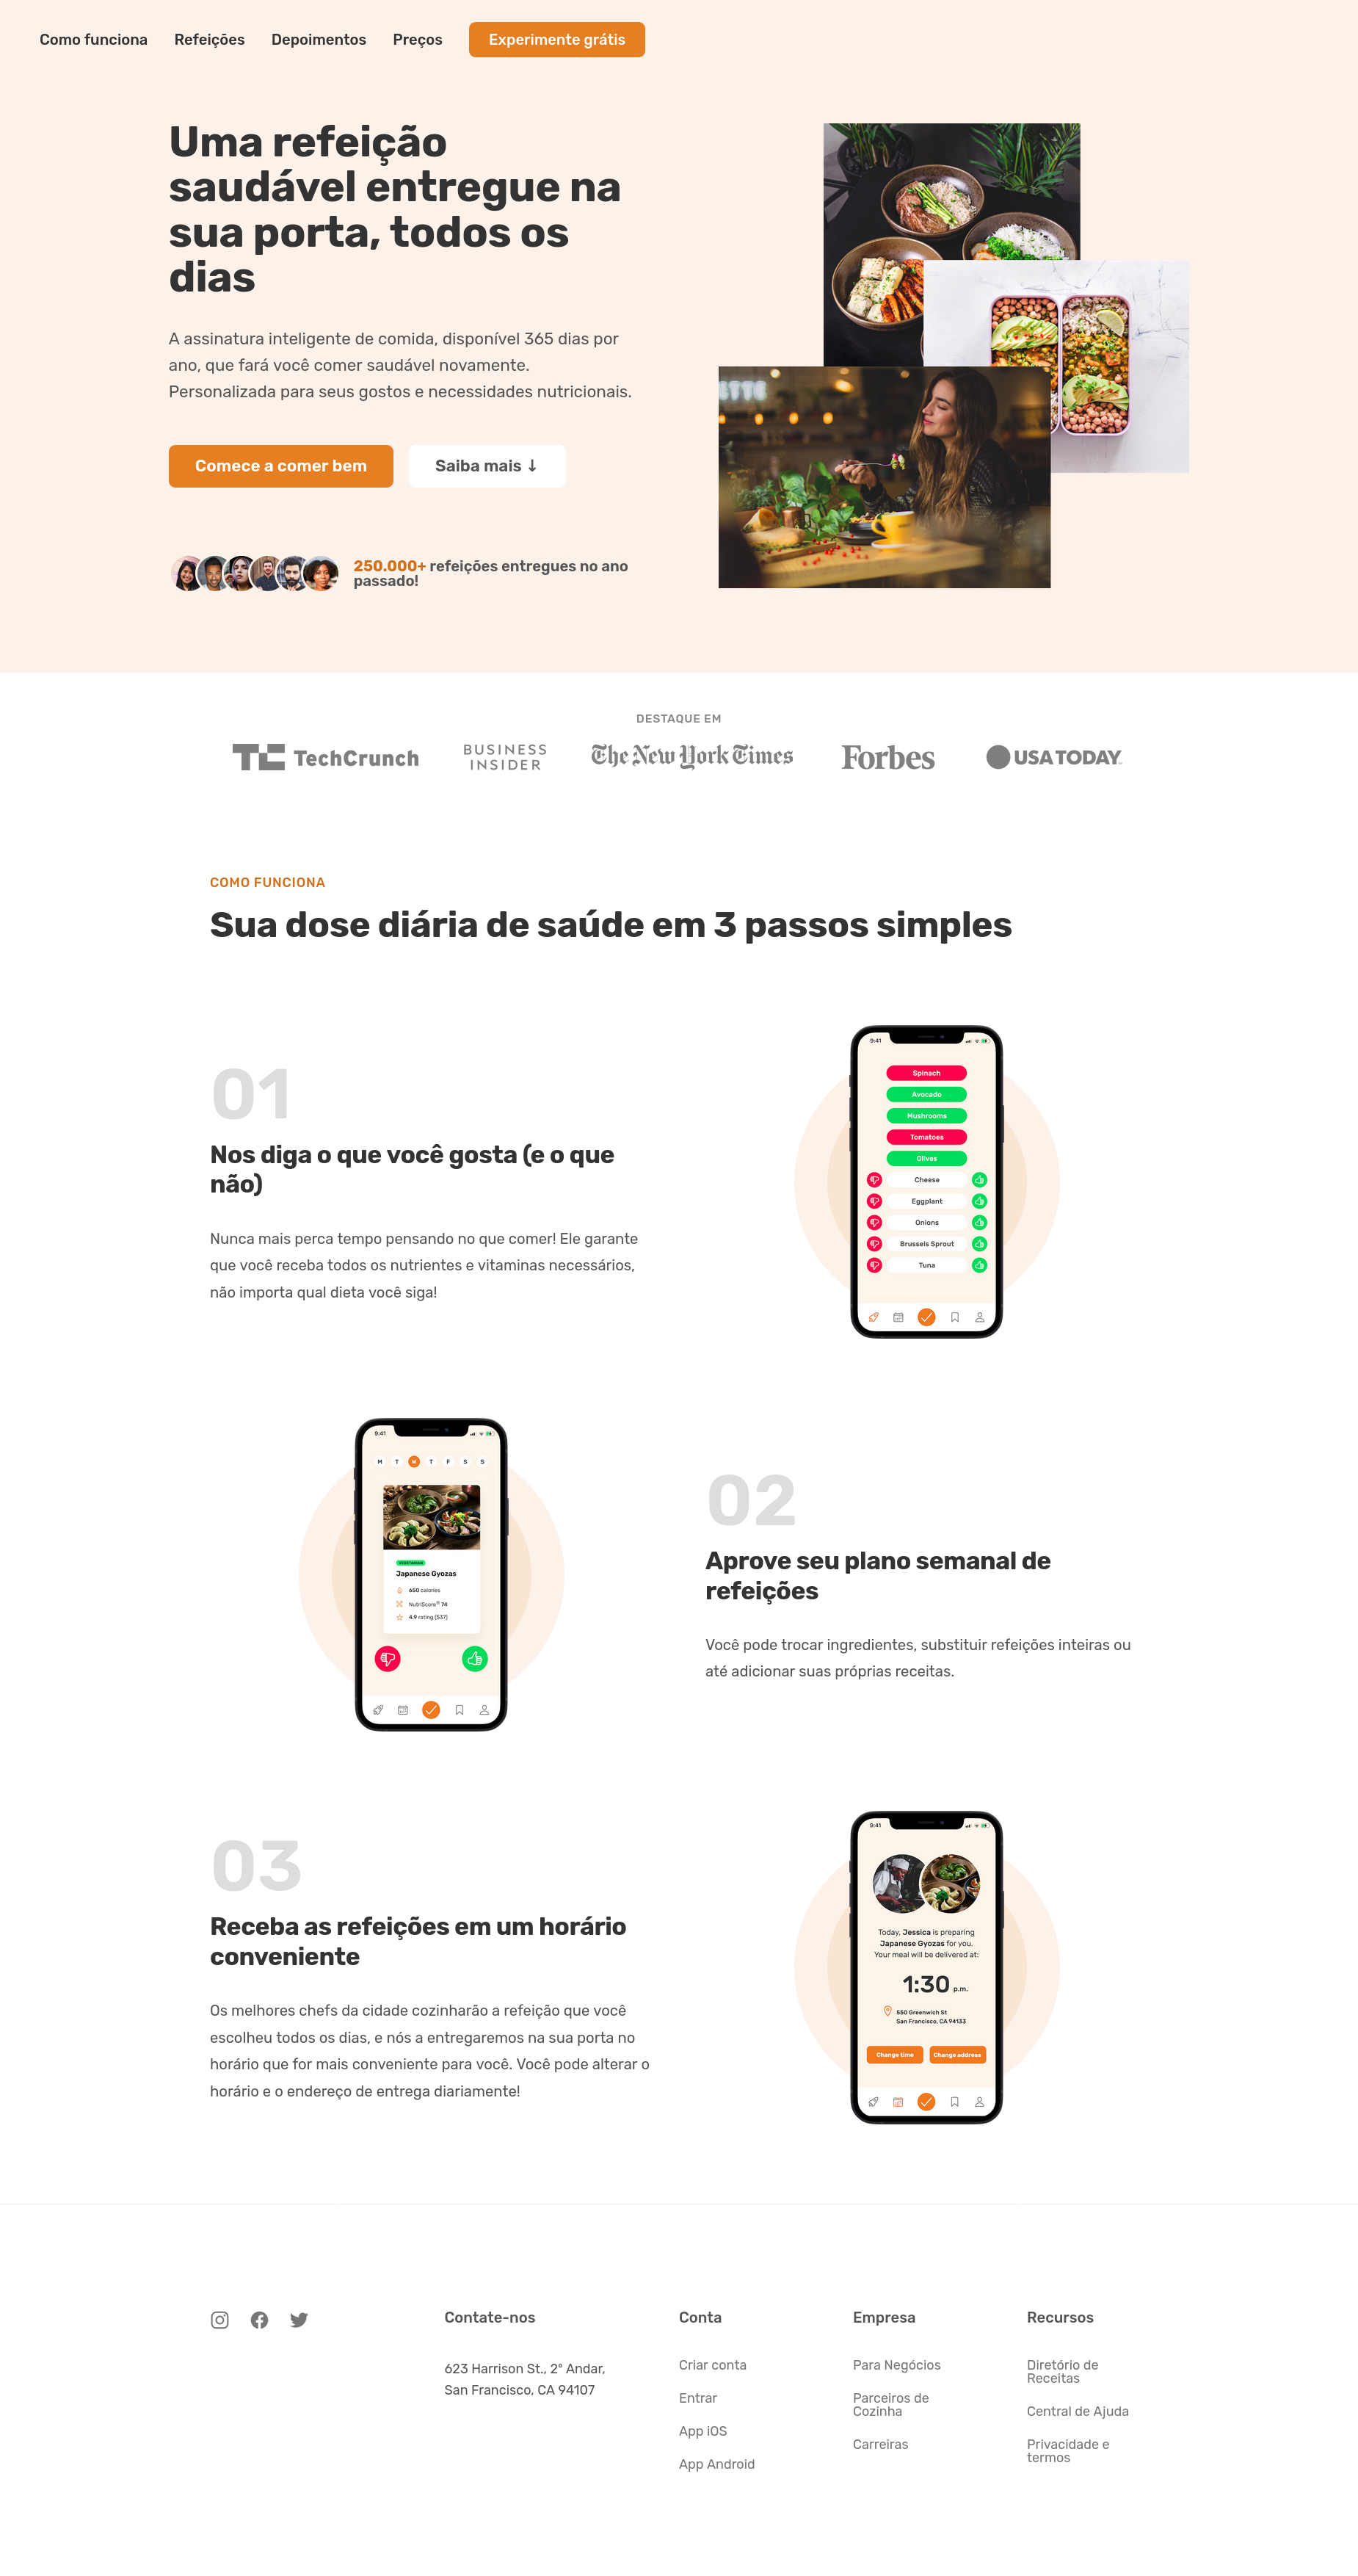 Como funciona
Refeições
Depoimentos
Preços
Experimente grátis
Uma refeição
saudável entregue na
sua porta, todos os
dias
A assinatura inteligente de comida, disponível 365 dias por
ano, que fará você comer saudável novamente.
Personalizada para seus gostos e necessidades nutricionais.
Comece a comer bem
Saiba mais ↓
250.000+ refeições entregues no ano
passado!
DESTAQUE EM
TechCrunch
BUSINESS
INSIDER
The New York Times
Forbes
USA TODAY
COMO FUNCIONA
Sua dose diária de saúde em 3 passos simples
01
Nos diga o que você gosta (e o que
não)
Nunca mais perca tempo pensando no que comer! Ele garante
que você receba todos os nutrientes e vitaminas necessários,
não importa qual dieta você siga!
9:41
Spinach
Avocado
Mushrooms
Tomatoes
Olives
Cheese
Eggplant
Onions
Brussels Sprout
Tuna
9:41
M T W T F S S
VEGETARIAN
Japanese Gyozas
650 calories
NutriScore® 74
4.9 rating (537)
02
Aprove seu plano semanal de
refeições
Você pode trocar ingredientes, substituir refeições inteiras ou
até adicionar suas próprias receitas.
03
Receba as refeições em um horário
conveniente
Os melhores chefs da cidade cozinharão a refeição que você
escolheu todos os dias, e nós a entregaremos na sua porta no
horário que for mais conveniente para você. Você pode alterar o
horário e o endereço de entrega diariamente!
9:41
Today, Jessica is preparing
Japanese Gyozas for you.
Your meal will be delivered at:
1:30 p.m.
550 Greenwich St
San Francisco, CA 94133
Change time
Change address
Contate-nos
623 Harrison St., 2º Andar,
San Francisco, CA 94107
Conta
Criar conta
Entrar
App iOS
App Android
Empresa
Para Negócios
Parceiros de
Cozinha
Carreiras
Recursos
Diretório de
Receitas
Central de Ajuda
Privacidade e
termos